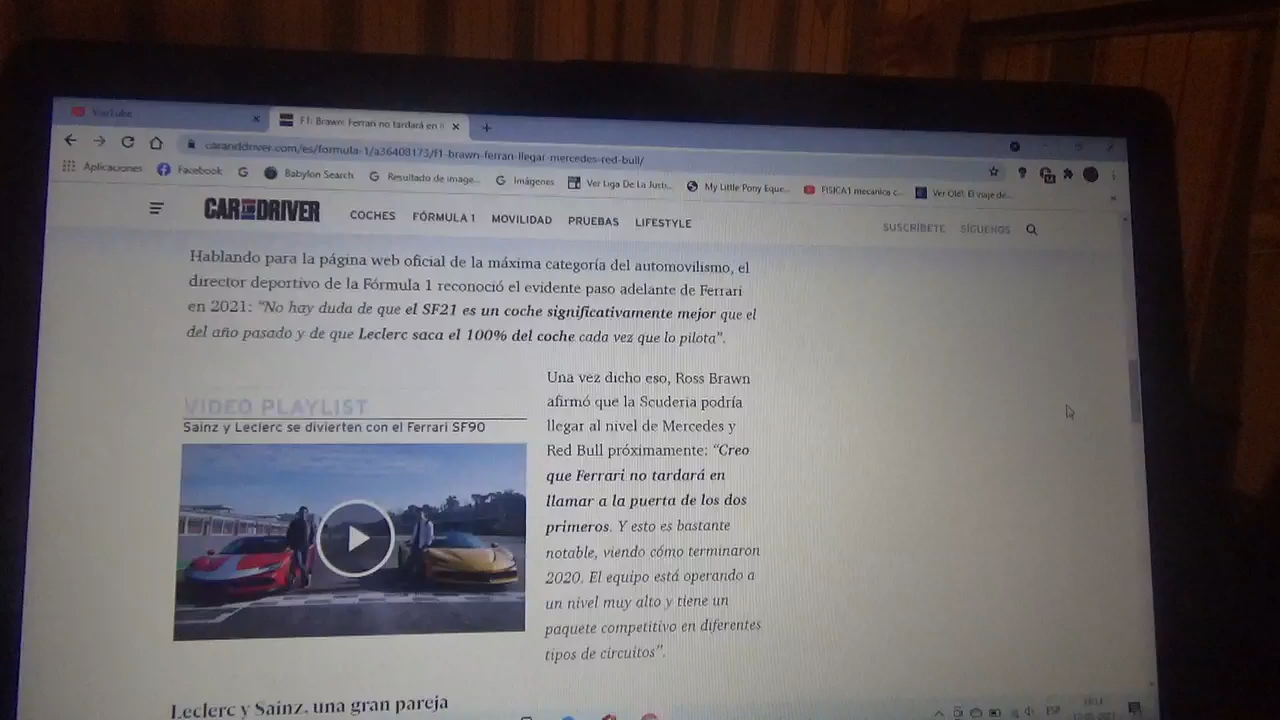 YouTube
F1: Brawn: Ferrari no tardará en
caranddriver.com/es/formula-1/a36408173/f1-brawn-ferrari-llegar-mercedes-red-bull/
Aplicaciones Facebook Babylon Search Resultado de image... Imágenes Ver Liga De La Justi... My Little Pony Eque... FISICA1 mecanica c... Ver Olé!: El viaje de...
CAR AND DRIVER COCHES FÓRMULA 1 MOVILIDAD PRUEBAS LIFESTYLE SUSCRÍBETE SÍGUENOS
Hablando para la página web oficial de la máxima categoría del automovilismo, el
director deportivo de la Fórmula 1 reconoció el evidente paso adelante de Ferrari
en 2021: “No hay duda de que el SF21 es un coche significativamente mejor que el
del año pasado y de que Leclerc saca el 100% del coche cada vez que lo pilota”.
VIDEO PLAYLIST
Sainz y Leclerc se divierten con el Ferrari SF90
Una vez dicho eso, Ross Brawn
afirmó que la Scuderia podría
llegar al nivel de Mercedes y
Red Bull próximamente: “Creo
que Ferrari no tardará en
llamar a la puerta de los dos
primeros. Y esto es bastante
notable, viendo cómo terminaron
2020. El equipo está operando a
un nivel muy alto y tiene un
paquete competitivo en diferentes
tipos de circuitos”.
Leclerc y Sainz, una gran pareja
ESP